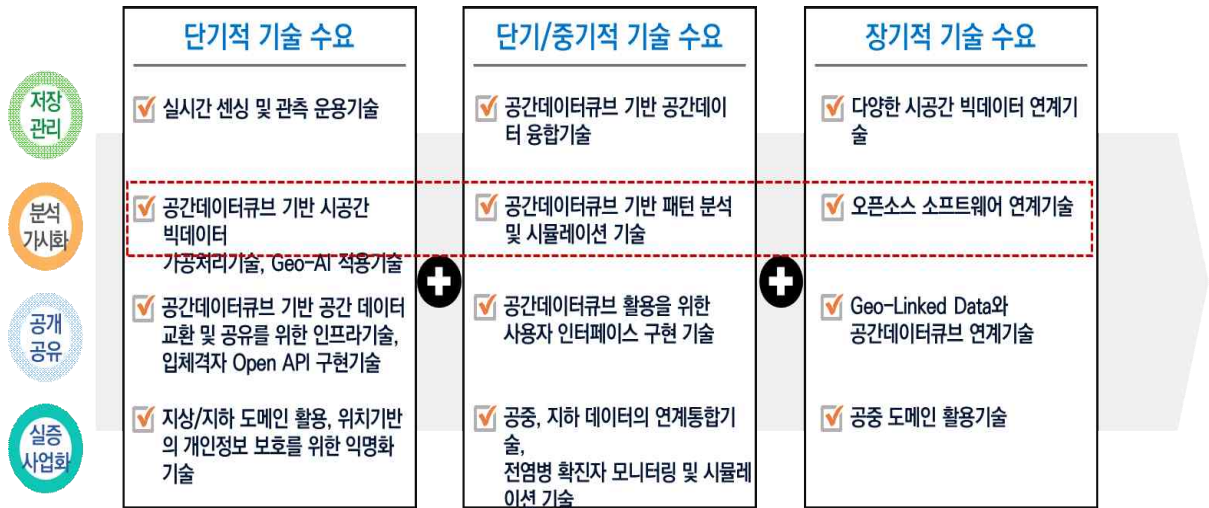 단기적 기술 수요
단기/중기적 기술 수요
장기적 기술 수요
저장
관리
실시간 센싱 및 관측 운용기술
공간데이터큐브 기반 공간데이
터 융합기술
다양한 시공간 빅데이터 연계기
술
분석
가시화
공간데이터큐브 기반 시공간
빅데이터
가공처리기술, Geo-AI 적용기술
공간데이터큐브 기반 패턴 분석
및 시뮬레이션 기술
오픈소스 소프트웨어 연계기술
공개
공유
공간데이터큐브 기반 공간 데이터
교환 및 공유를 위한 인프라기술,
입체격자 Open API 구현기술
공간데이터큐브 활용을 위한
사용자 인터페이스 구현 기술
Geo-Linked Data와
공간데이터큐브 연계기술
실증
사업화
지상/지하 도메인 활용, 위치기반
의 개인정보 보호를 위한 익명화
기술
공중, 지하 데이터의 연계통합기
술,
전염병 확진자 모니터링 및 시뮬레
이션 기술
공중 도메인 활용기술